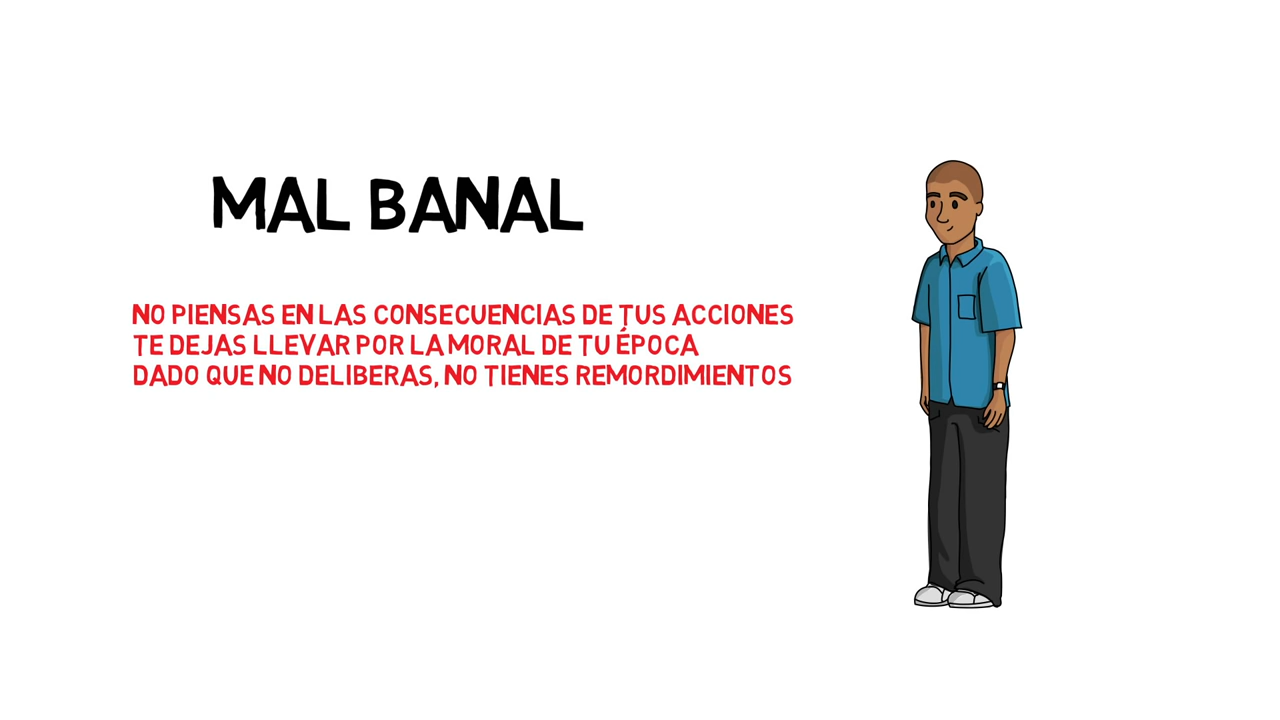 MAL BANAL
NO PIENSAS EN LAS CONSECUENCIAS DE TUS ACCIONES
TE DEJAS LLEVAR POR LA MORAL DE TU ÉPOCA
DADO QUE NO DELIBERAS, NO TIENES REMORDIMIENTOS